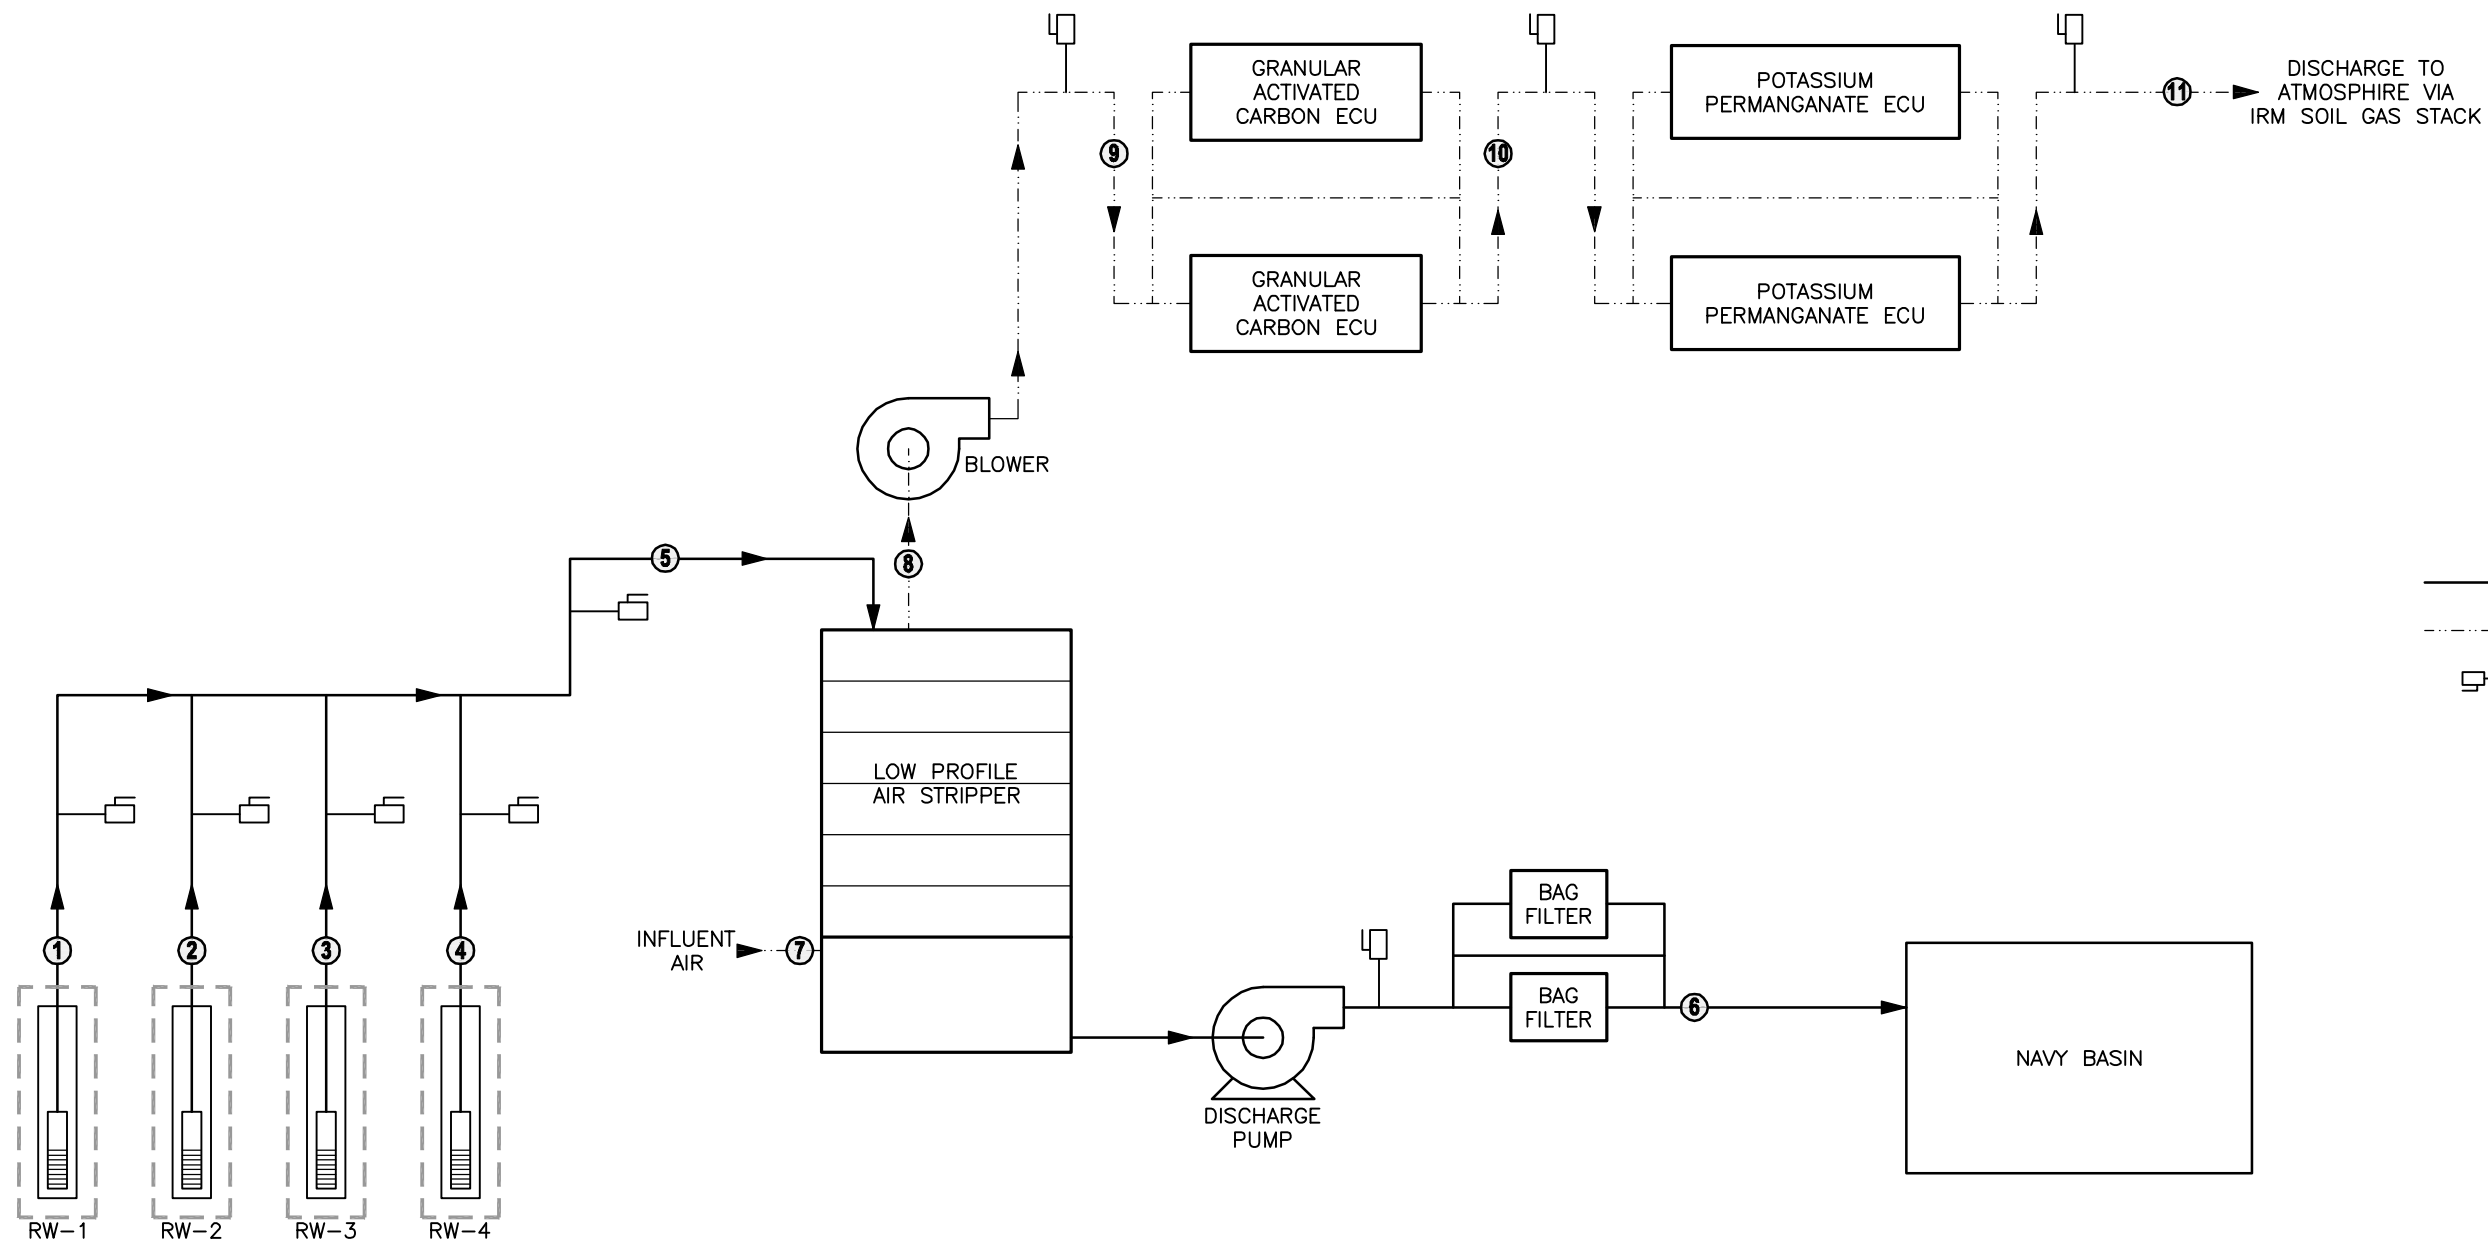 GRANULAR
ACTIVATED
CARBON ECU
POTASSIUM
PERMANGANATE ECU
11
DISCHARGE TO
ATMOSPHIRE VIA
IRM SOIL GAS STACK
9
10
GRANULAR
ACTIVATED
CARBON ECU
POTASSIUM
PERMANGANATE ECU
BLOWER
5
8
LOW PROFILE
AIR STRIPPER
INFLUENT
AIR
7
BAG
FILTER
1
2
3
4
BAG
FILTER
6
NAVY BASIN
DISCHARGE
PUMP
RW-1
RW-2
RW-3
RW-4